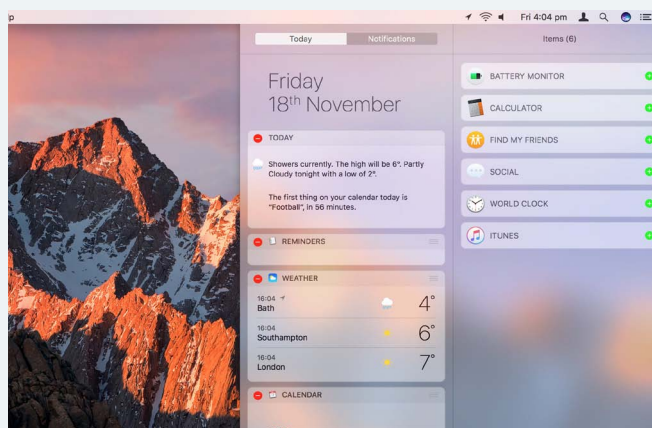 lp
Fri 4:04 pm
Today Notifications
Items (6)
Friday
18th November
TODAY
Showers currently. The high will be 6°. Partly
Cloudy tonight with a low of 2°.
The first thing on your calendar today is
"Football", in 56 minutes.
REMINDERS
WEATHER
16:04
Bath
4°
16:04
Southampton
6°
16:04
London
7°
CALENDAR
BATTERY MONITOR
CALCULATOR
FIND MY FRIENDS
SOCIAL
WORLD CLOCK
ITUNES